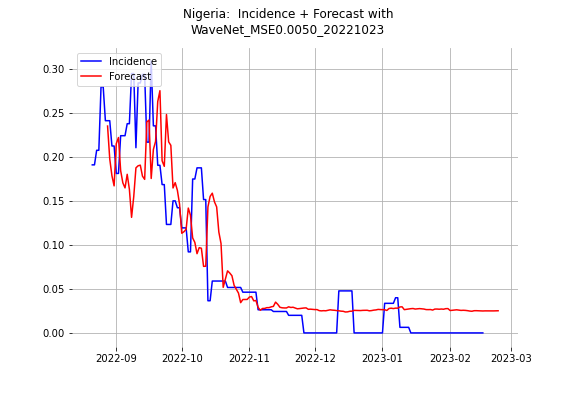 Nigeria:  Incidence + Forecast with
WaveNet_MSE0.0050_20221023
Incidence
Forecast
0.30
0.25
0.20
0.15
0.10
0.05
0.00
2022-09 2022-10 2022-11 2022-12 2023-01 2023-02 2023-03